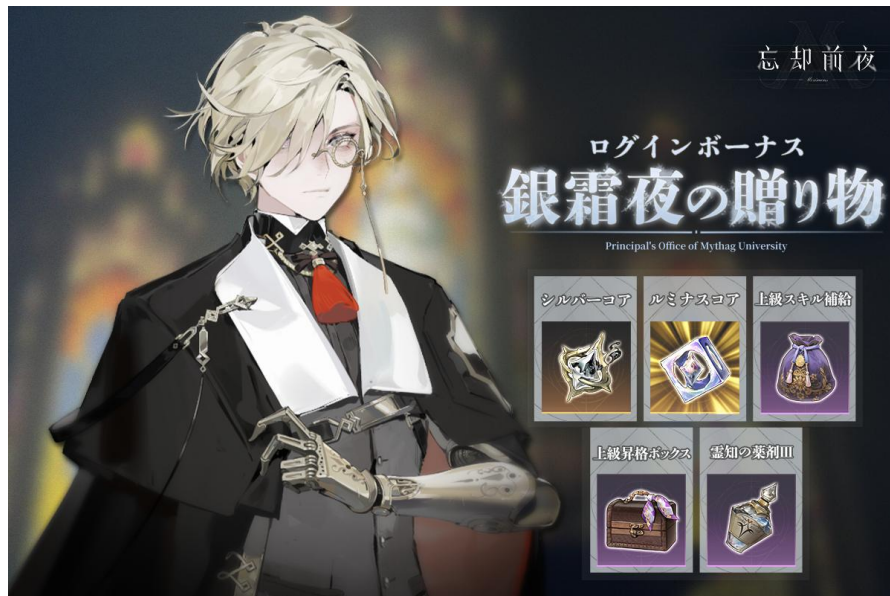 忘却前夜
ログインボーナス
銀霜夜の贈り物
Principal's Office of Mythag University
シルバーコア
ルミナスコア
上級スキル補給
上級昇格ボックス
霊知の薬剤III